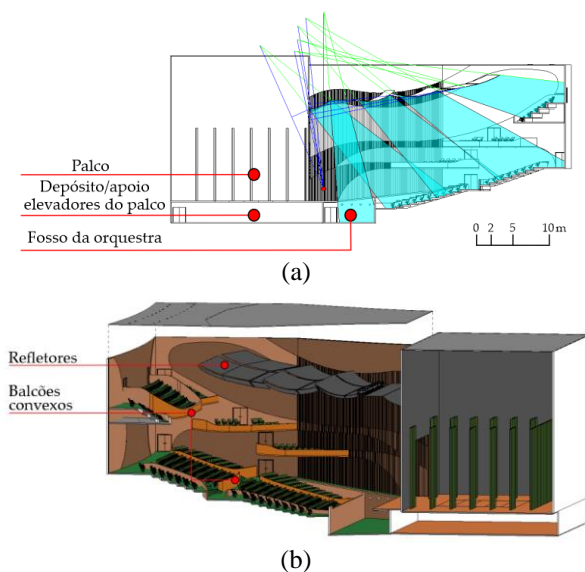 Palco
Depósito/apoio
elevadores do palco
Fosso da orquestra
0 2 5 10 m
(a)
Refletores
Balcões
convexos
(b)